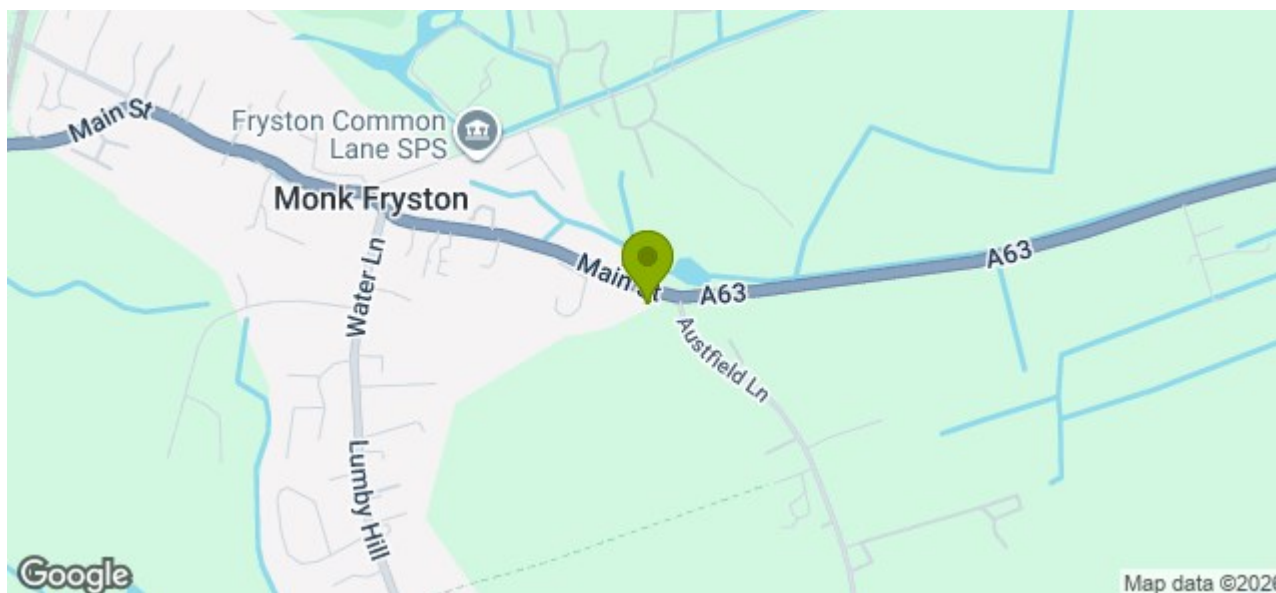 Main St
Fryston Common
Lane SPS
Monk Fryston
Water Ln
Main St
A63
A63
Austfield Ln
Lumby Hill
Google
Map data ©2026